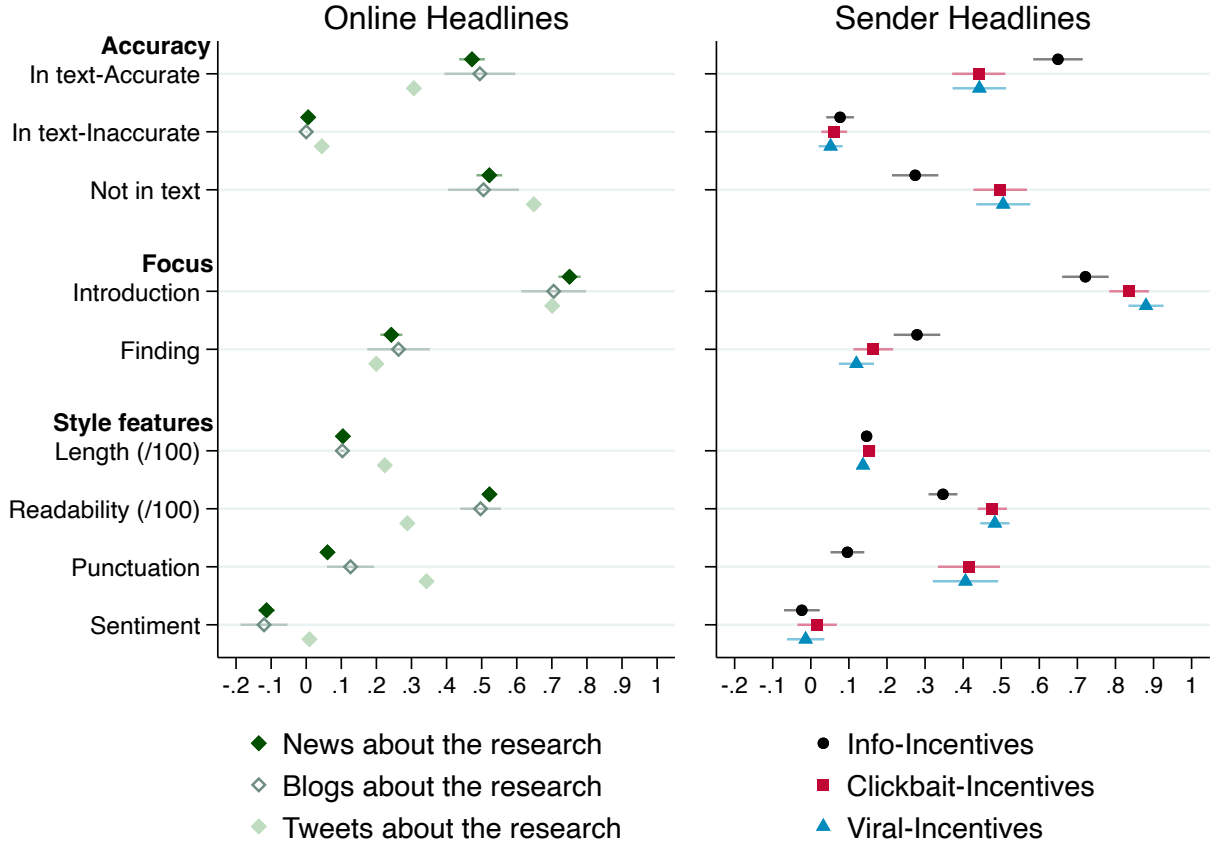 Online Headlines
Sender Headlines
Accuracy
In text-Accurate
In text-Inaccurate
Not in text
Focus
Introduction
Finding
Style features
Length (/100)
Readability (/100)
Punctuation
Sentiment
-.2 -.1 0 .1 .2 .3 .4 .5 .6 .7 .8 .9 1
-.2 -.1 0 .1 .2 .3 .4 .5 .6 .7 .8 .9 1
News about the research
Blogs about the research
Tweets about the research
Info-Incentives
Clickbait-Incentives
Viral-Incentives